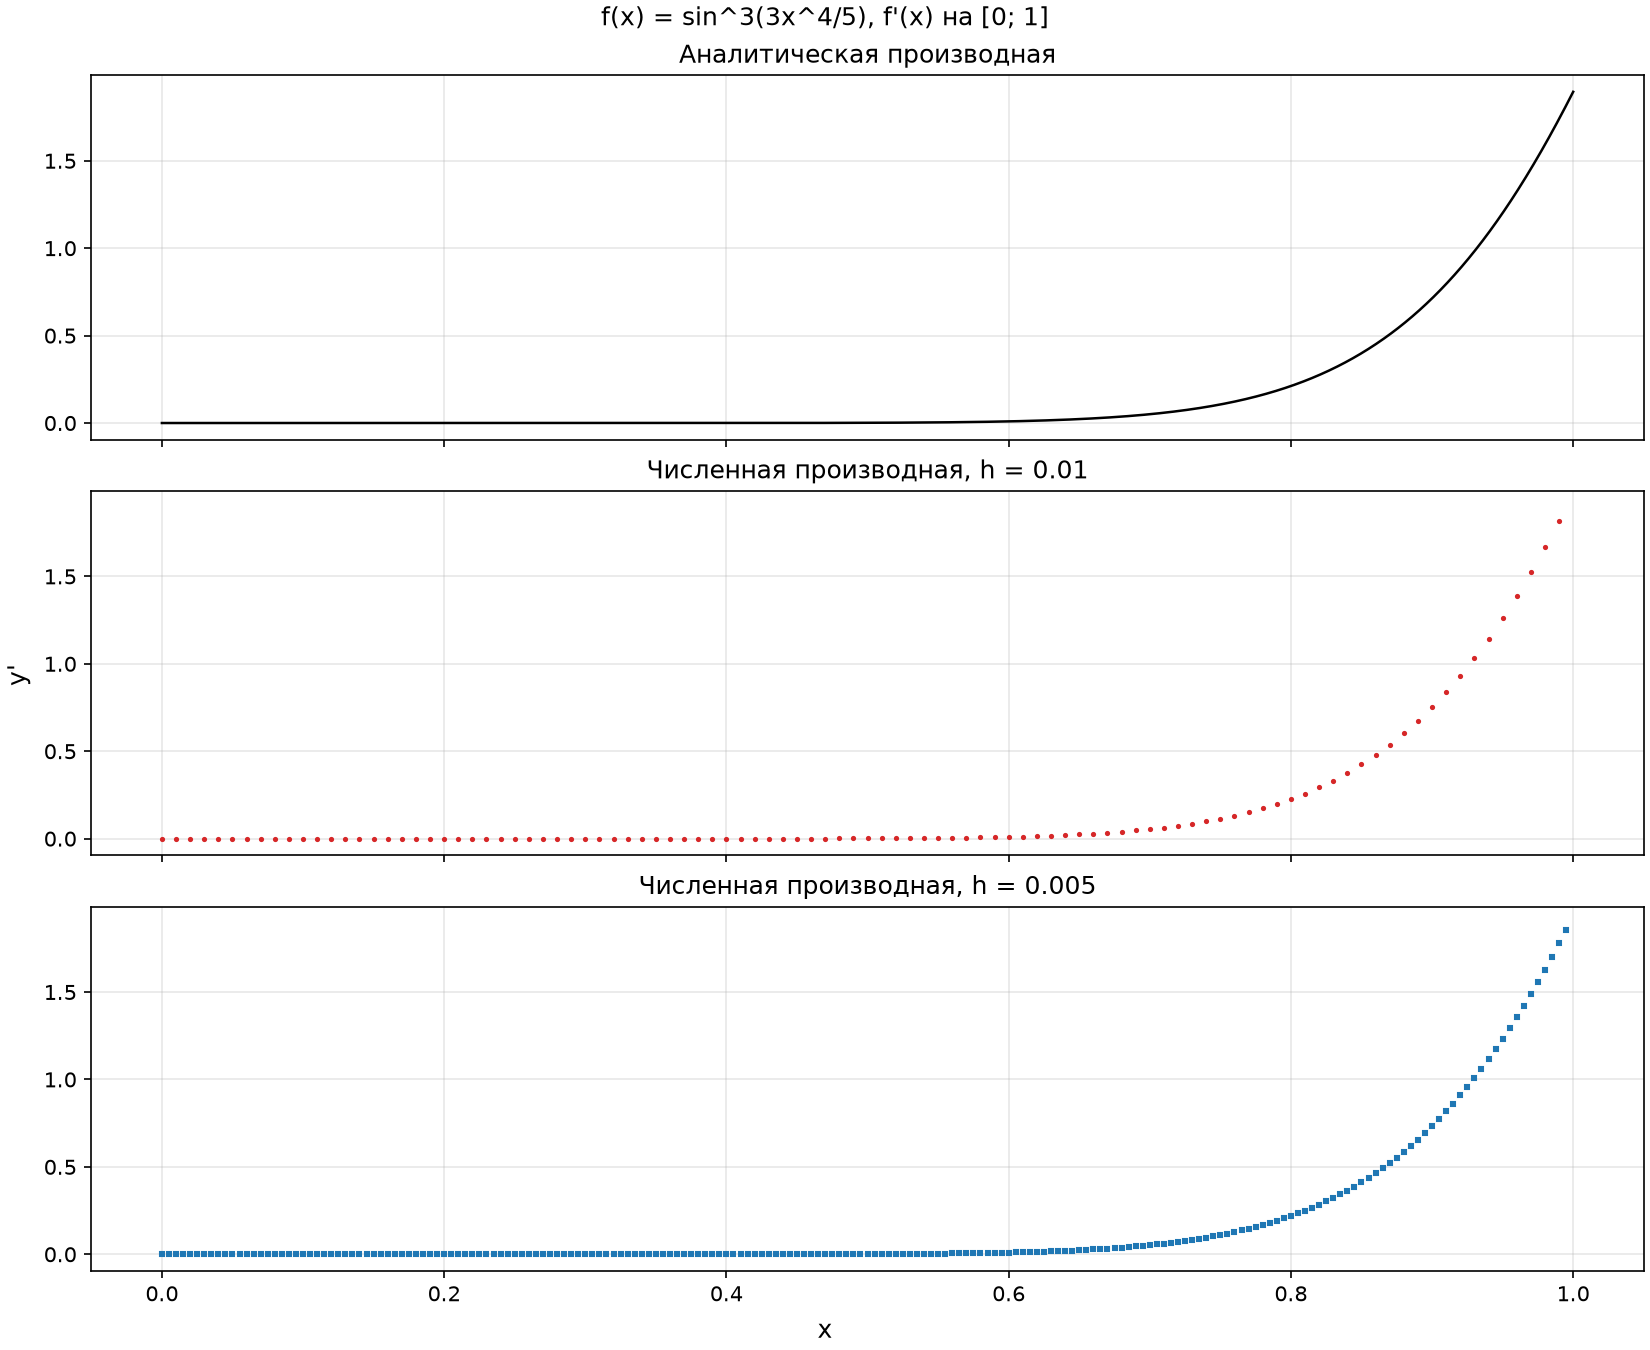 f(x) = sin^3(3x^4/5), f'(x) на [0; 1]
Аналитическая производная
1.5
1.0
0.5
0.0
Численная производная, h = 0.01
1.5
1.0
0.5
0.0
y'
Численная производная, h = 0.005
1.5
1.0
0.5
0.0
0.0 0.2 0.4 0.6 0.8 1.0
x